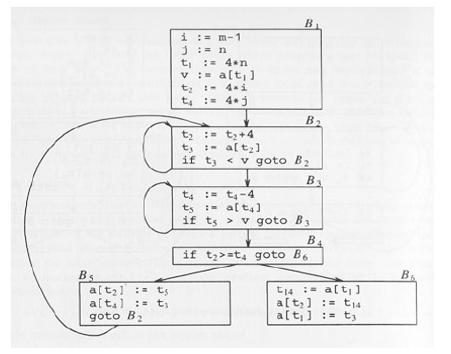 B₁
i := m-1
j := n
t₁ := 4*n
v := a[t₁]
t₂ := 4*i
t₄ := 4*j
B₂
t₂ := t₂+4
t₃ := a[t₂]
if t₃ < v goto B₂
B₃
t₄ := t₄-4
t₅ := a[t₄]
if t₅ > v goto B₃
B₄
if t₂>=t₄ goto B₆
B₅
a[t₂] := t₅
a[t₄] := t₃
goto B₂
B₆
t₁₄ := a[t₁]
a[t₂] := t₁₄
a[t₁] := t₃